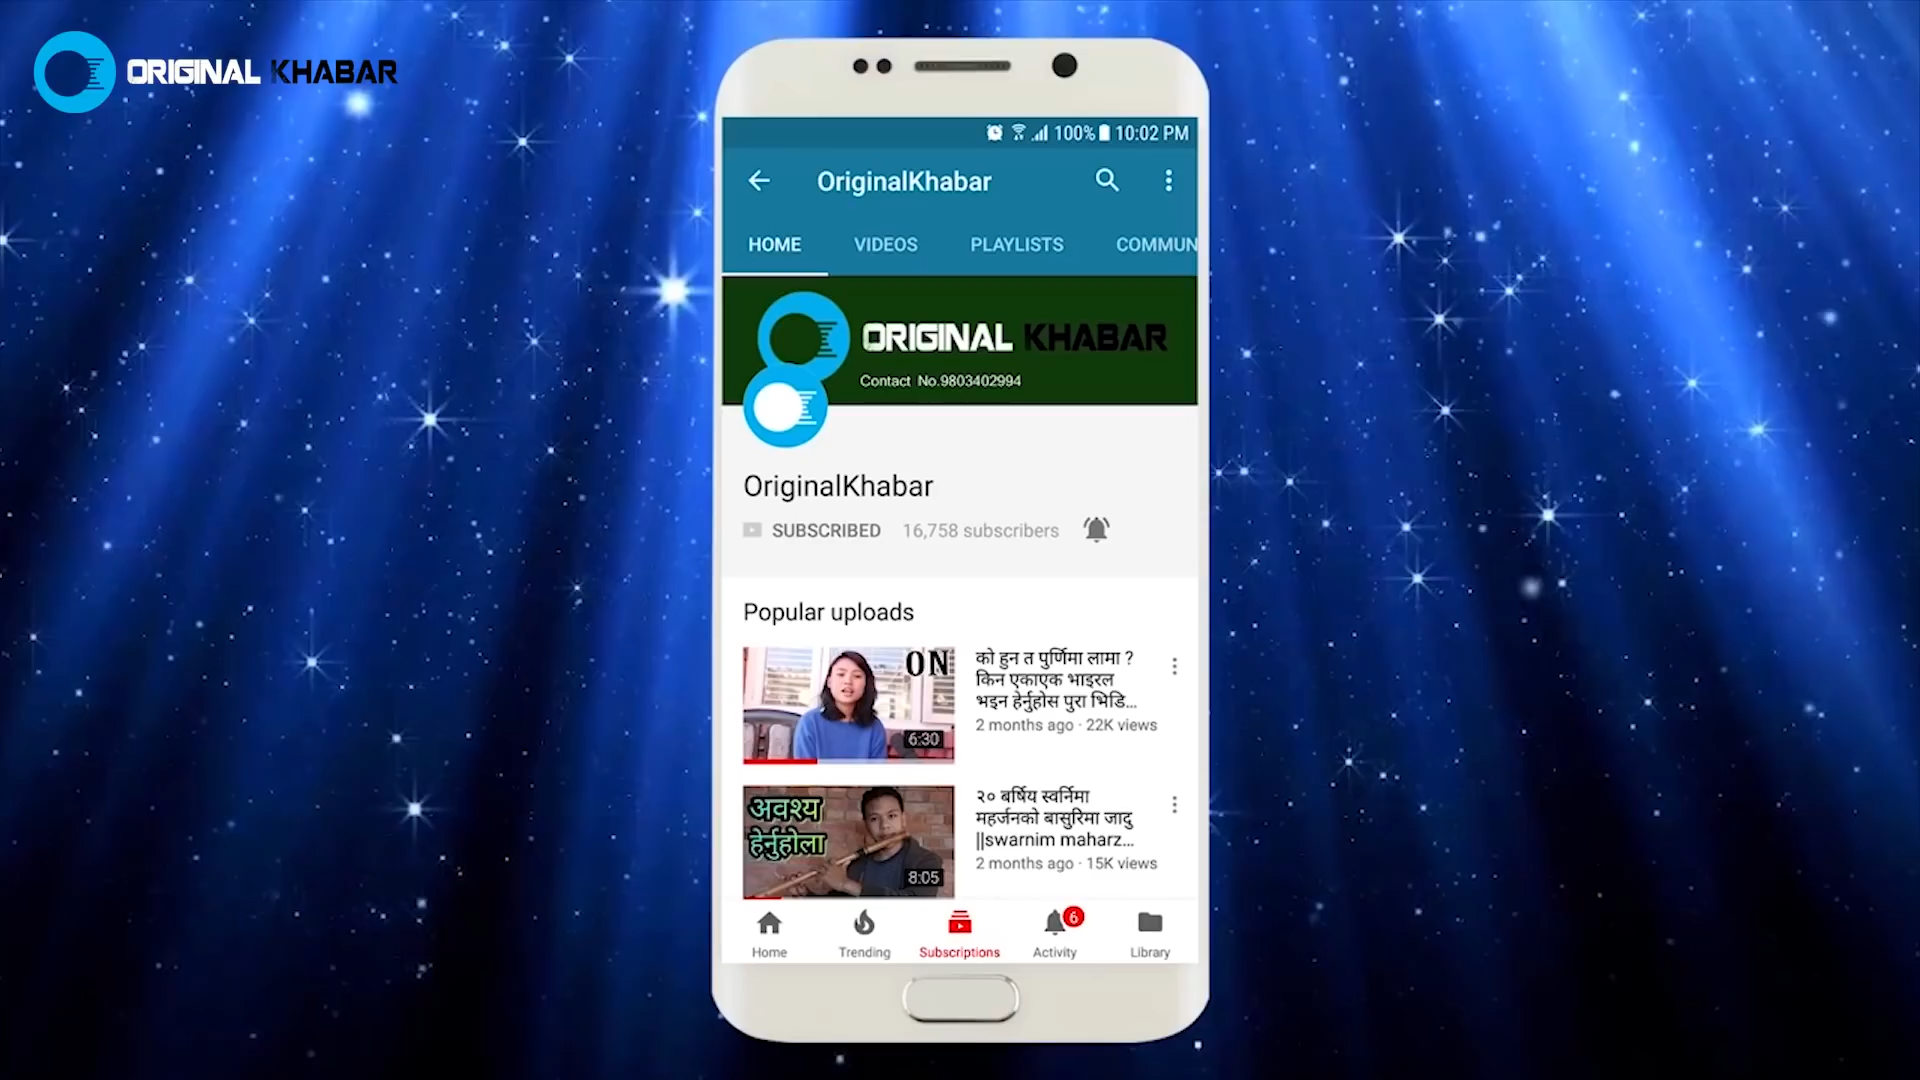 ORIGINAL KHABAR
100% 10:02 PM
OriginalKhabar
HOME VIDEOS PLAYLISTS COMMUN
ORIGINAL KHABAR
Contact No.9803402994
OriginalKhabar
SUBSCRIBED 16,758 subscribers
Popular uploads
ON
6:30
को हुन त पुर्णिमा लामा ?
किन एकाएक भाइरल
भइन हेर्नुहोस पुरा भिडि...
2 months ago · 22K views
अवश्य
हेर्नुहोला
8:05
२० बर्षिय स्वर्निमा
महर्जनको बासुरिमा जादु
||swarnim maharz...
2 months ago · 15K views
6
Home Trending Subscriptions Activity Library